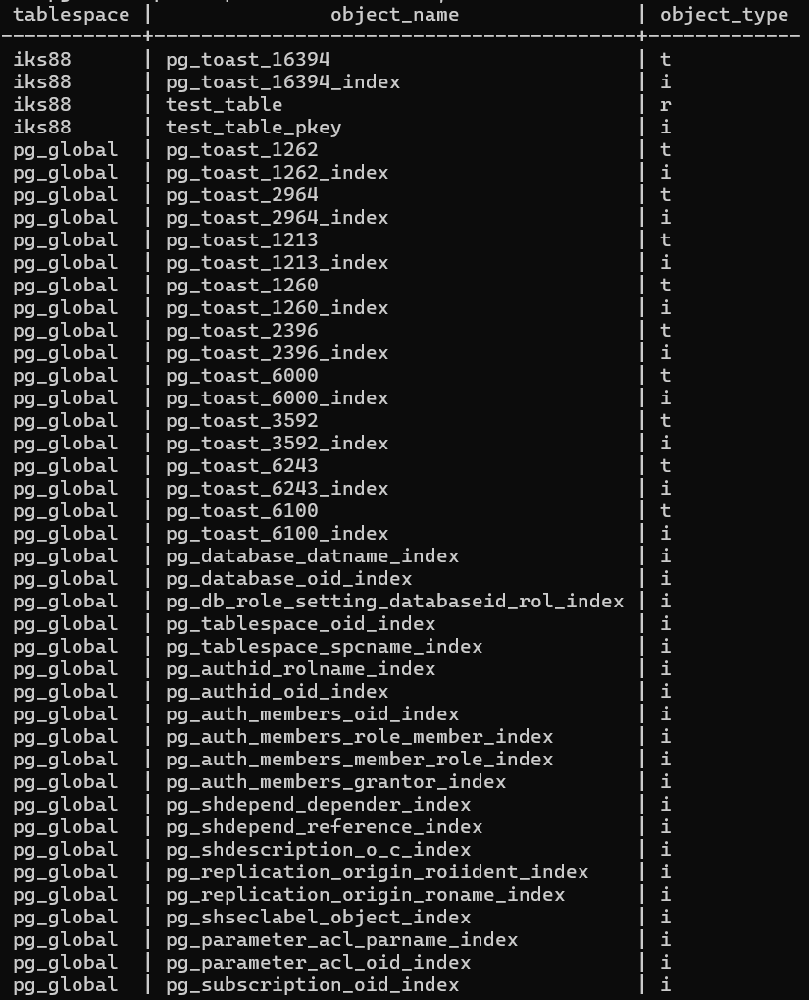 tablespace | object_name | object_type
------------+-----------------------------------------+-------------
iks88 | pg_toast_16394 | t
iks88 | pg_toast_16394_index | i
iks88 | test_table | r
iks88 | test_table_pkey | i
pg_global | pg_toast_1262 | t
pg_global | pg_toast_1262_index | i
pg_global | pg_toast_2964 | t
pg_global | pg_toast_2964_index | i
pg_global | pg_toast_1213 | t
pg_global | pg_toast_1213_index | i
pg_global | pg_toast_1260 | t
pg_global | pg_toast_1260_index | i
pg_global | pg_toast_2396 | t
pg_global | pg_toast_2396_index | i
pg_global | pg_toast_6000 | t
pg_global | pg_toast_6000_index | i
pg_global | pg_toast_3592 | t
pg_global | pg_toast_3592_index | i
pg_global | pg_toast_6243 | t
pg_global | pg_toast_6243_index | i
pg_global | pg_toast_6100 | t
pg_global | pg_toast_6100_index | i
pg_global | pg_database_datname_index | i
pg_global | pg_database_oid_index | i
pg_global | pg_db_role_setting_databaseid_rol_index | i
pg_global | pg_tablespace_oid_index | i
pg_global | pg_tablespace_spcname_index | i
pg_global | pg_authid_rolname_index | i
pg_global | pg_authid_oid_index | i
pg_global | pg_auth_members_oid_index | i
pg_global | pg_auth_members_role_member_index | i
pg_global | pg_auth_members_member_role_index | i
pg_global | pg_auth_members_grantor_index | i
pg_global | pg_shdepend_depender_index | i
pg_global | pg_shdepend_reference_index | i
pg_global | pg_shdescription_o_c_index | i
pg_global | pg_replication_origin_roiident_index | i
pg_global | pg_replication_origin_roname_index | i
pg_global | pg_shseclabel_object_index | i
pg_global | pg_parameter_acl_parname_index | i
pg_global | pg_parameter_acl_oid_index | i
pg_global | pg_subscription_oid_index | i